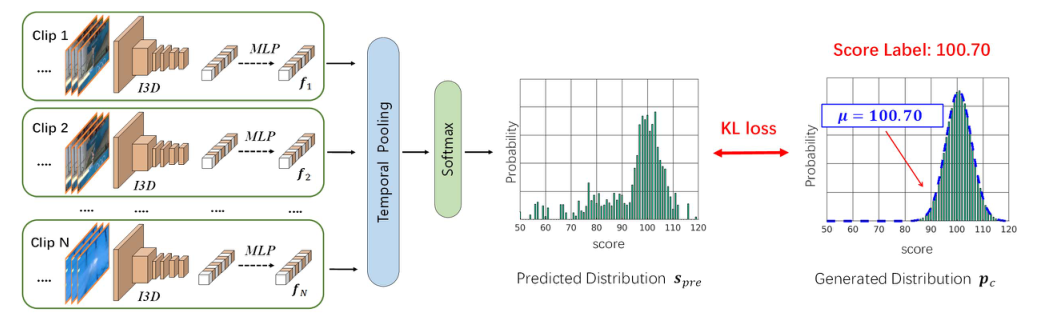 Clip 1
....
I3D
MLP
f1
Clip 2
....
I3D
MLP
f2
.... .... .... ....
Clip N
....
I3D
MLP
fN
Temporal Pooling
Softmax
Probability
50 60 70 80 90 100 110 120
score
Predicted Distribution spre
KL loss
Score Label: 100.70
μ = 100.70
Probability
50 60 70 80 90 100 110 120
score
Generated Distribution pc